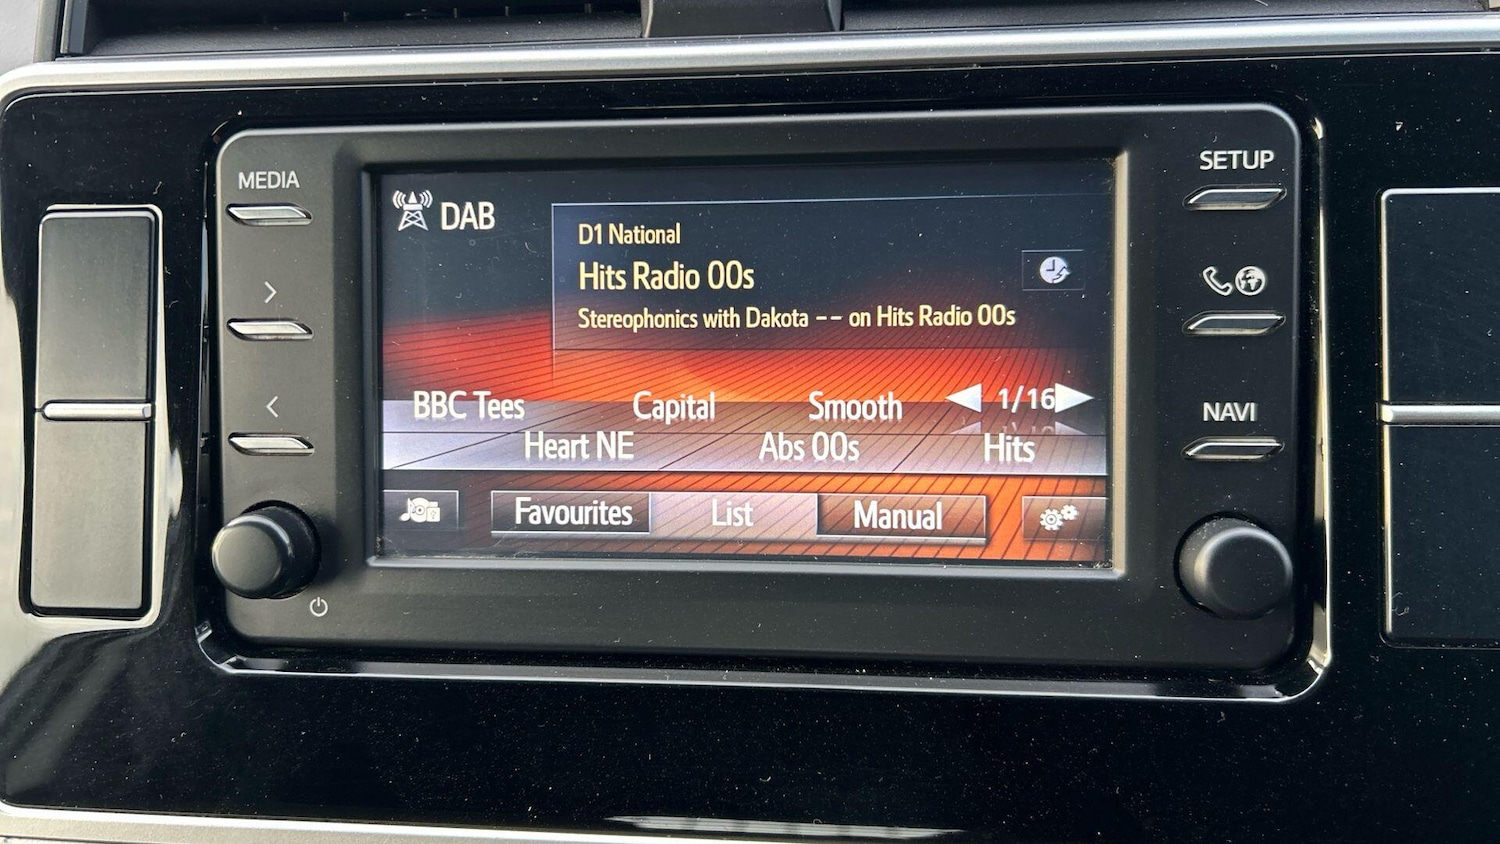 MEDIA
SETUP
NAVI
DAB
D1 National
Hits Radio 00s
Stereophonics with Dakota -- on Hits Radio 00s
BBC Tees Capital Smooth 1/16
Heart NE Abs 00s Hits
Favourites List Manual